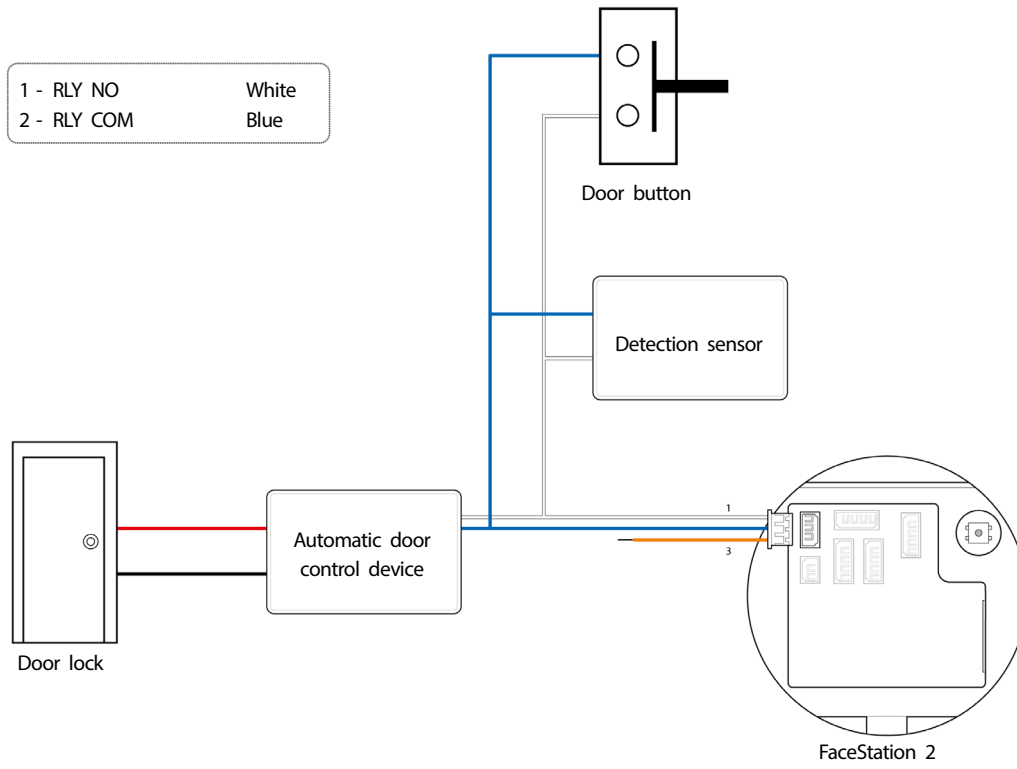 1 - RLY NO White
2 - RLY COM Blue
Door button
Detection sensor
1
3
Automatic door
control device
Door lock
FaceStation 2